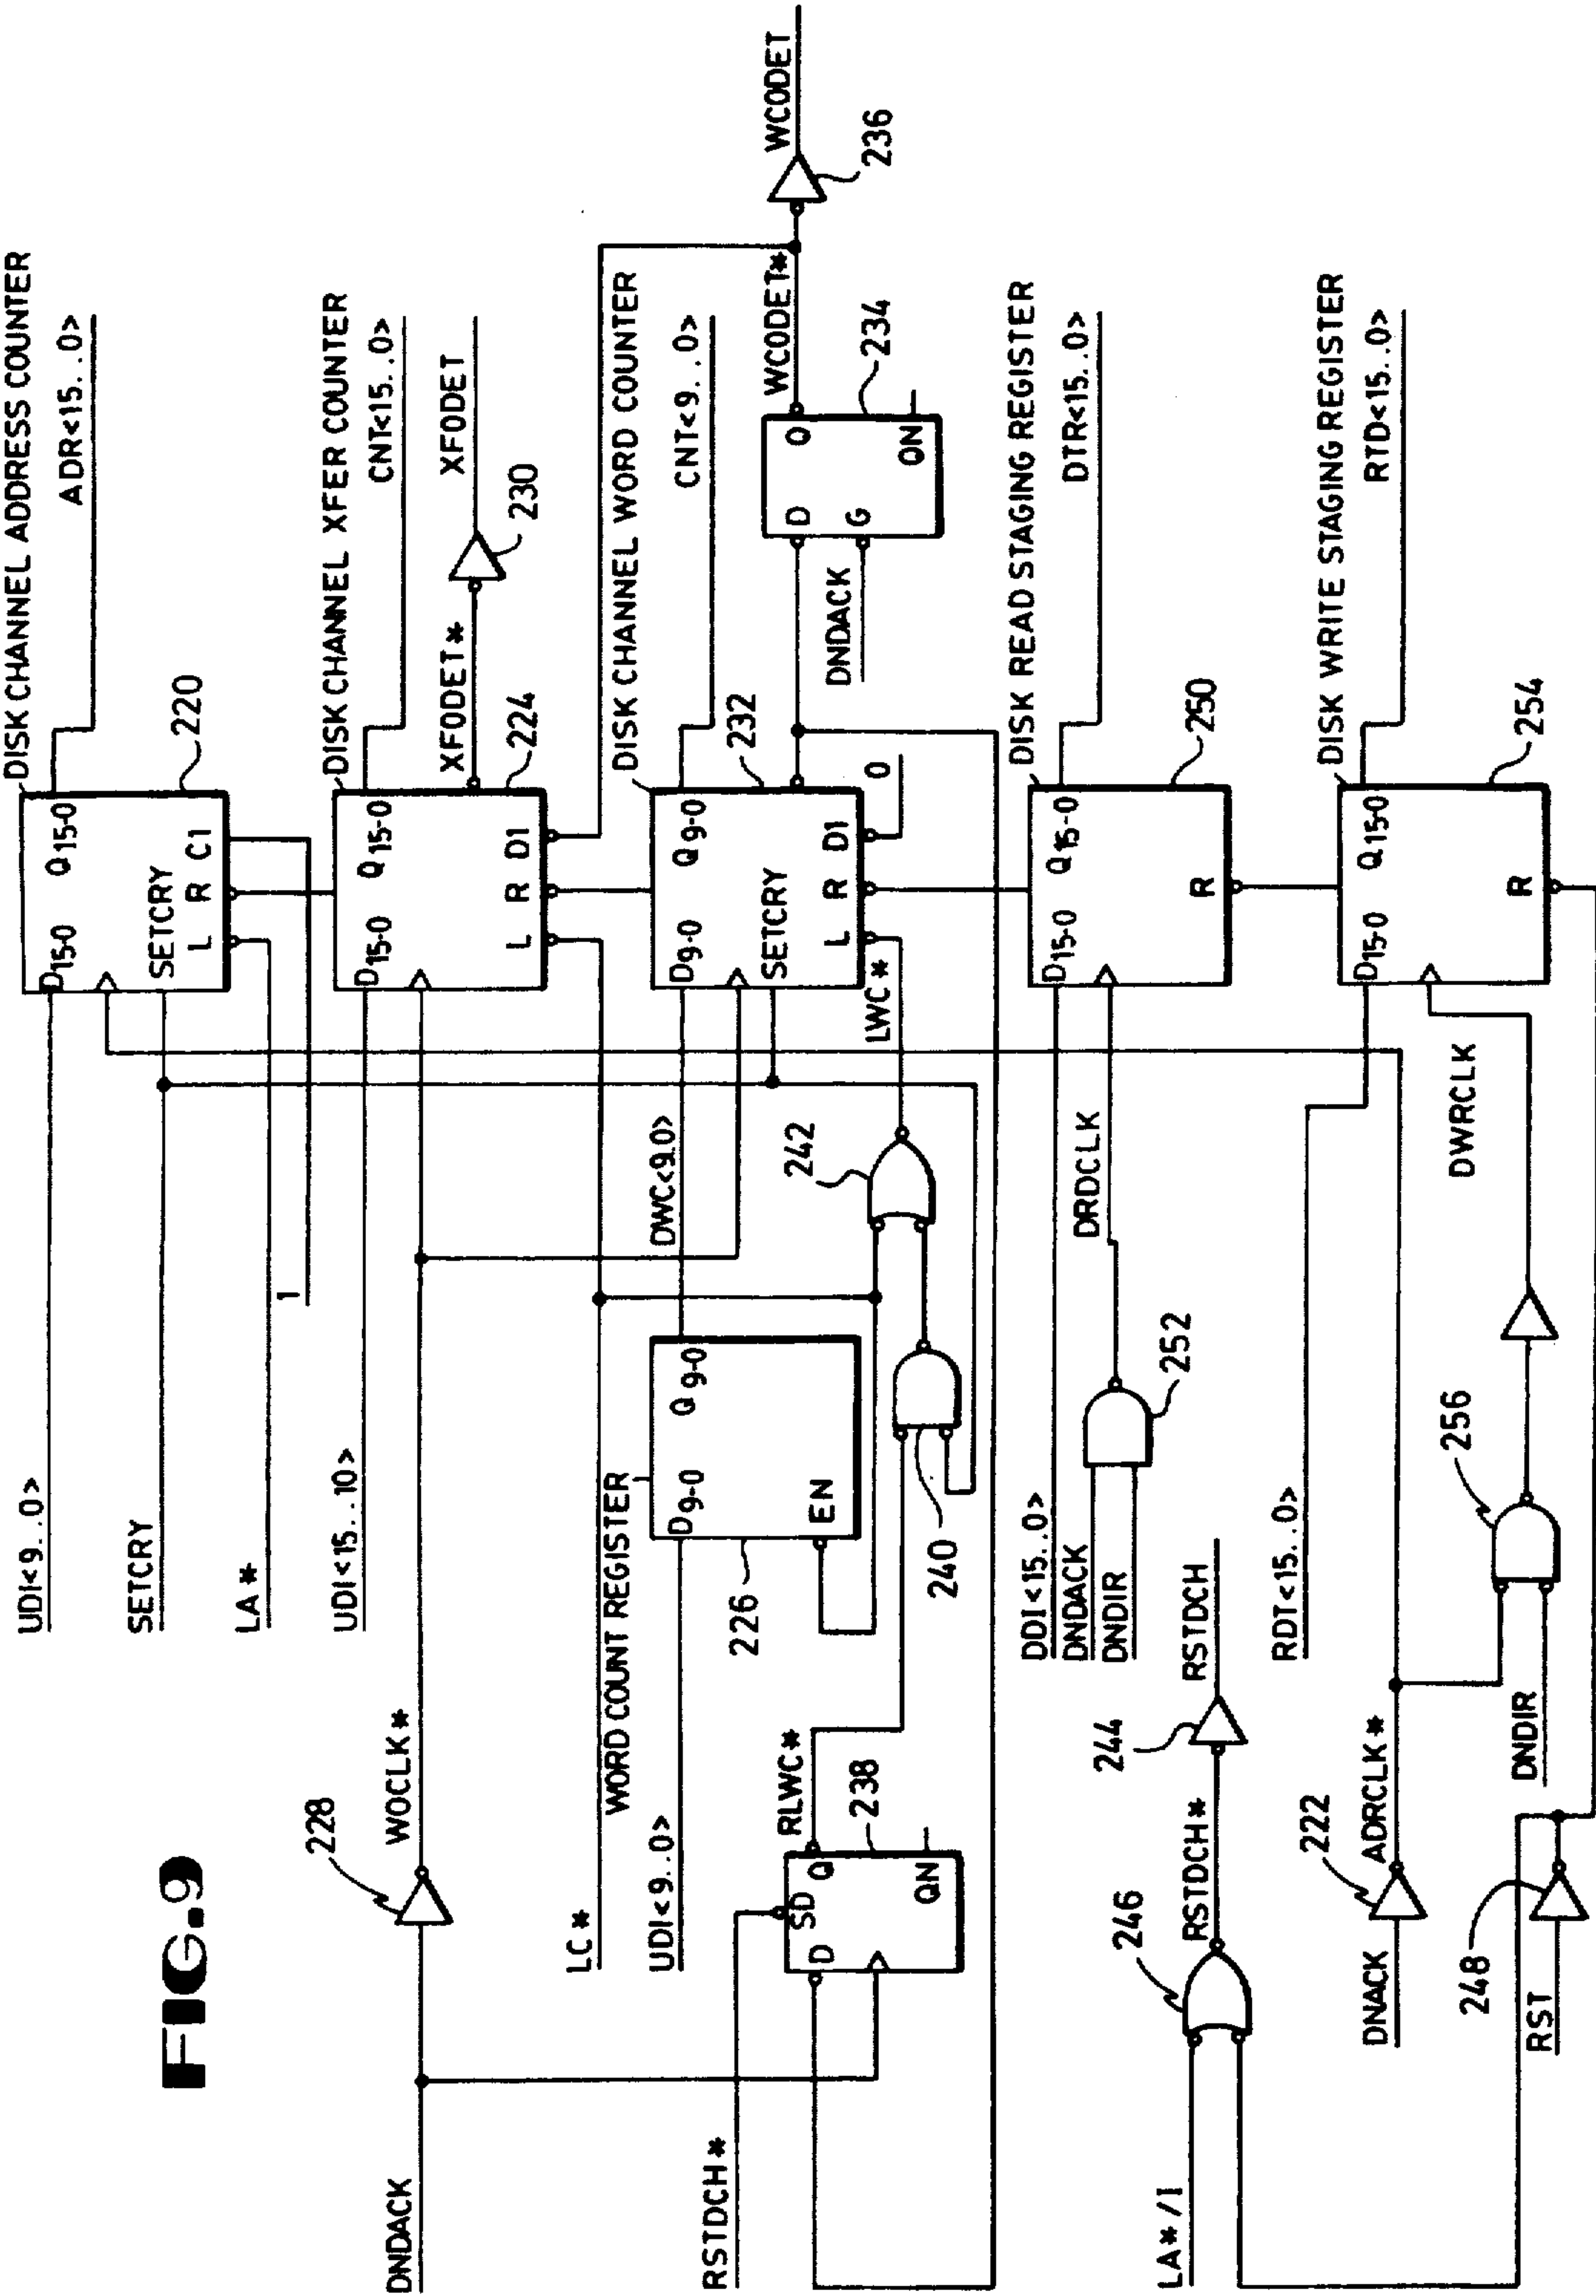 FIG.9
DISK CHANNEL ADDRESS COUNTER
UDI<9..0>
D15-0
Q15-0
ADR<15..0>
SETCRY
SETCRY
L R C1
220
LA*
1
DISK CHANNEL XFER COUNTER
UDI<15..10>
D15-0
Q15-0
CNT<15..0>
DNDACK
228
WOCLK*
L R D1
224
XF0DET*
230
XF0DET
LC*
WORD COUNT REGISTER
UDI<9..0>
D9-0
Q9-0
EN
226
DWC<9.0>
DISK CHANNEL WORD COUNTER
D9-0
Q9-0
CNT<9..0>
SETCRY
L R D1
232
0
LWC*
242
240
RSTDCH*
SD
D
Q
QN
238
RLWC*
DNDACK
D
G
Q
QN
234
WC0DET*
236
WC0DET
DISK READ STAGING REGISTER
DDI<15..0>
DNDACK
DNDIR
252
DRDCLK
D15-0
Q15-0
R
250
DTR<15..0>
LA*/1
246
RSTDCH*
244
RSTDCH
DISK WRITE STAGING REGISTER
RDT<15..0>
D15-0
Q15-0
R
254
RTD<15..0>
DNACK
222
ADRCLK*
DNDIR
256
DWRCLK
RST
248